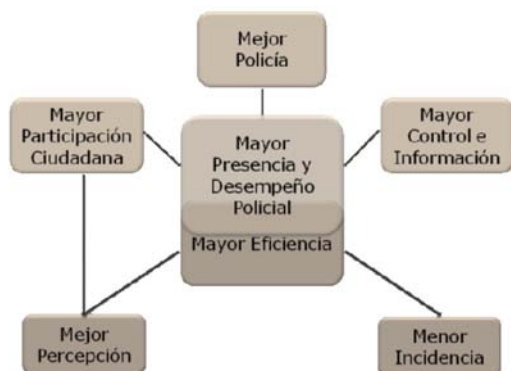 Mejor
Policía
Mayor
Participación
Ciudadana
Mayor
Presencia y
Desempeño
Policial
Mayor
Control e
Información
Mayor Eficiencia
Mejor
Percepción
Menor
Incidencia